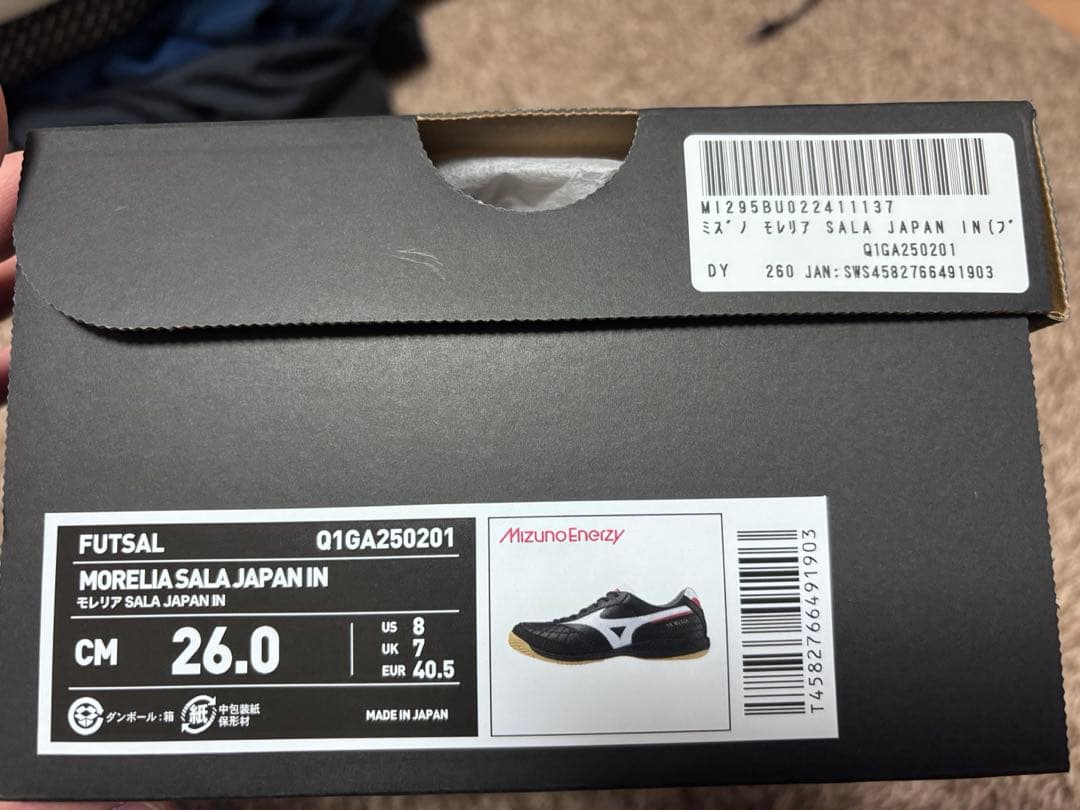 MI295BU022411137
ミズノ モレリア SALA JAPAN IN(ブ
Q1GA250201
DY 260 JAN:SWS4582766491903
FUTSAL Q1GA250201
MORELIA SALA JAPAN IN
モレリア SALA JAPAN IN
CM 26.0
US 8
UK 7
EUR 40.5
ダンボール:箱
紙
中包装紙
保形材
MADE IN JAPAN
MizunoEnerzy
T4582766491903